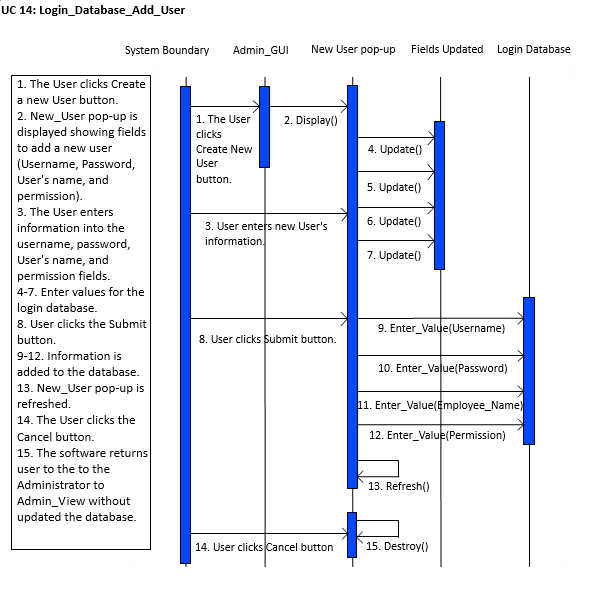 UC 14: Login_Database_Add_User
System Boundary
Admin_GUI
New User pop-up
Fields Updated
Login Database
1. The User clicks Create
a new User button.
2. New_User pop-up is
displayed showing fields
to add a new user
(Username, Password,
User's name, and
permission).
3. The User enters
information into the
username, password,
User's name, and
permission fields.
4-7. Enter values for the
login database.
8. User clicks the Submit
button.
9-12. Information is
added to the database.
13. New_User pop-up is
refreshed.
14. The User clicks the
Cancel button.
15. The software returns
user to the to the
Administrator to
Admin_View without
updated the database.
1. The User
clicks
Create New
User
button.
2. Display()
4. Update()
5. Update()
6. Update()
7. Update()
3. User enters new User's
information.
8. User clicks Submit button.
9. Enter_Value(Username)
10. Enter_Value(Password)
11. Enter_Value(Employee_Name)
12. Enter_Value(Permission)
13. Refresh()
14. User clicks Cancel button
15. Destroy()